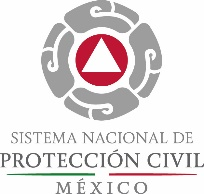 SISTEMA NACIONAL DE
PROTECCIÓN CIVIL
MÉXICO